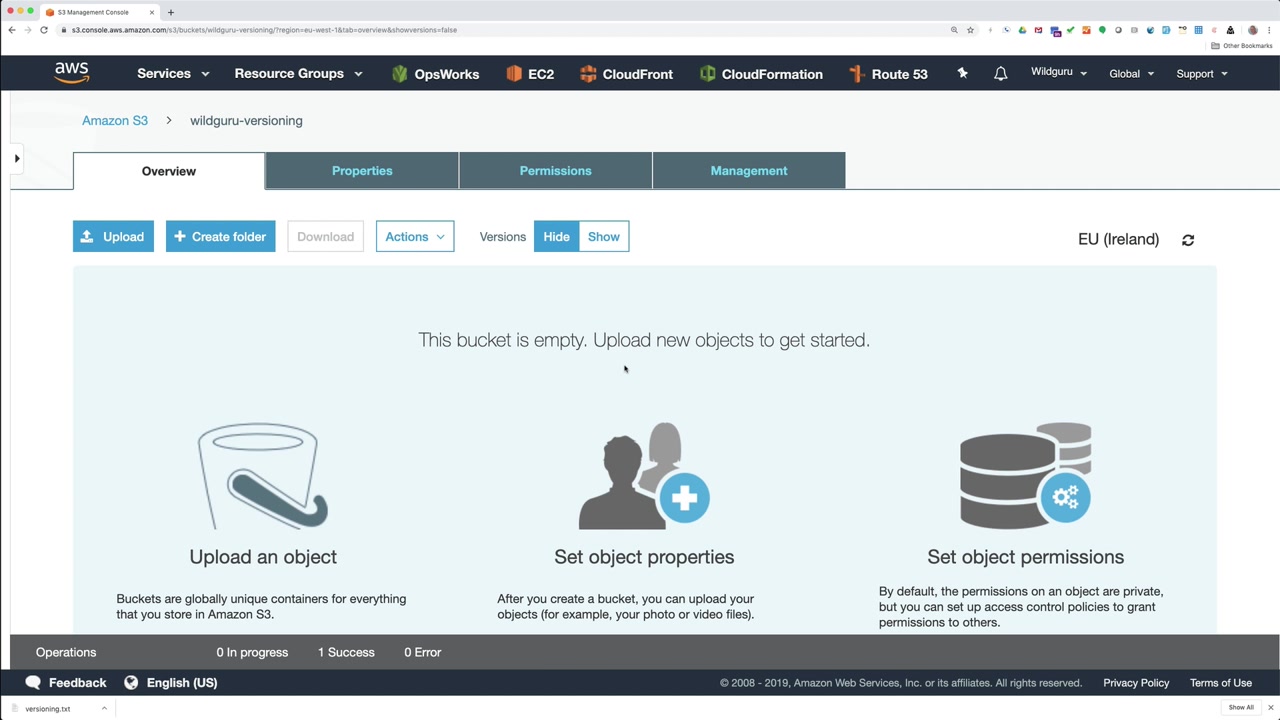 S3 Management Console
s3.console.aws.amazon.com/s3/buckets/wildguru-versioning/?region=eu-west-1&tab=overview&showversions=false
Other Bookmarks
aws
Services
Resource Groups
OpsWorks
EC2
CloudFront
CloudFormation
Route 53
Wildguru
Global
Support
Amazon S3
wildguru-versioning
Overview
Properties
Permissions
Management
Upload
Create folder
Download
Actions
Versions
Hide
Show
EU (Ireland)
This bucket is empty. Upload new objects to get started.
Upload an object
Buckets are globally unique containers for everything
that you store in Amazon S3.
Set object properties
After you create a bucket, you can upload your
objects (for example, your photo or video files).
Set object permissions
By default, the permissions on an object are private,
but you can set up access control policies to grant
permissions to others.
Operations
0 In progress
1 Success
0 Error
Feedback
English (US)
© 2008 - 2019, Amazon Web Services, Inc. or its affiliates. All rights reserved.
Privacy Policy
Terms of Use
versioning.txt
Show All